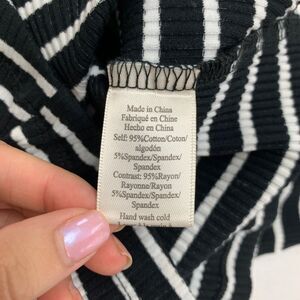 Made in China
Fabriqué en Chine
Hecho en China
Self: 95%Cotton/Coton/
algodón
5%Spandex/Spandex/
Spandex
Contrast: 95%Rayon/
Rayonne/Rayon
5%Spandex/Spandex/
Spandex
Hand wash cold